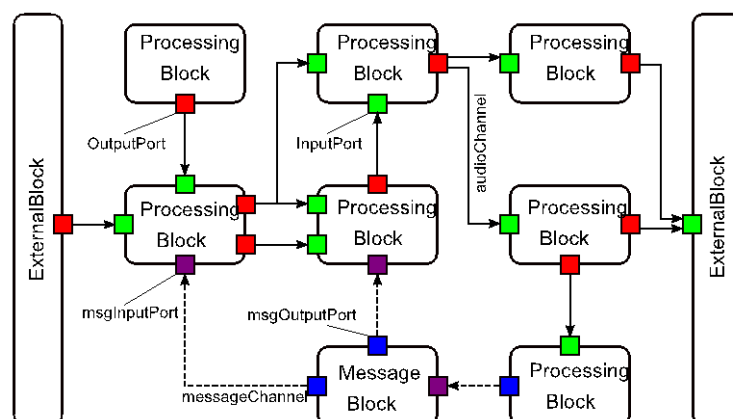 Processing
Block
Processing
Block
Processing
Block
OutputPort
InputPort
audioChannel
ExternalBlock
Processing
Block
Processing
Block
Processing
Block
ExternalBlock
msgInputPort
msgOutputPort
messageChannel
Message
Block
Processing
Block